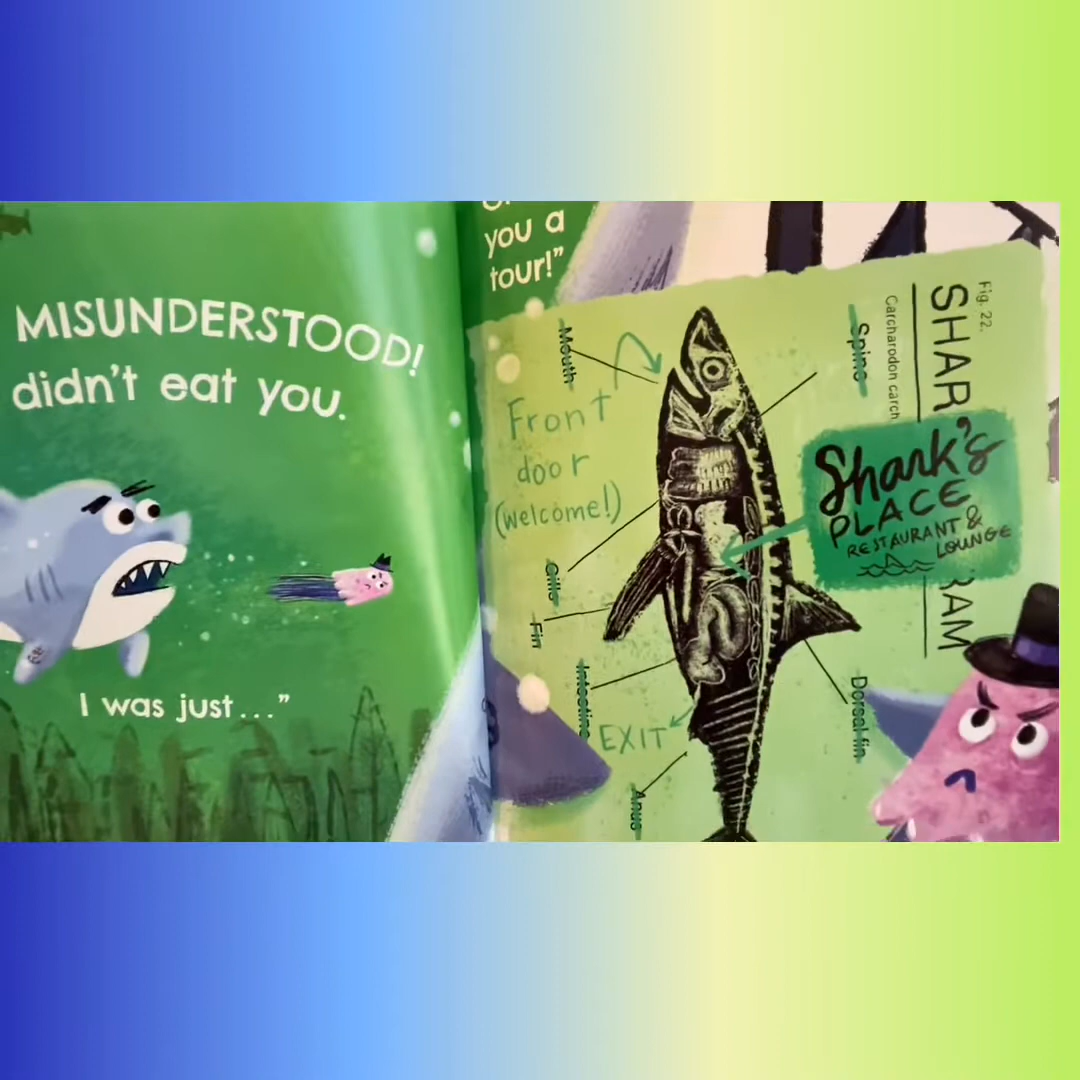 MISUNDERSTOOD!
didn't eat you.
I was just..."
you a
tour!"
Fig. 22.
SHAR
RAM
Carcharodon carch
Mouth
Spine
Front
door
(welcome!)
Shark's
PLACE
RESTAURANT &
LOUNGE
Gills
Fin
Intestine
Dorsal fin
EXIT
Anus